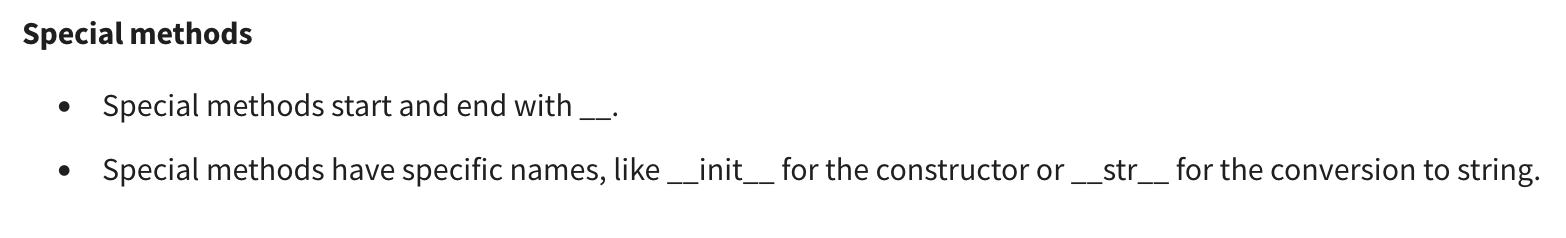 Special methods
• Special methods start and end with __.
• Special methods have specific names, like __init__ for the constructor or __str__ for the conversion to string.